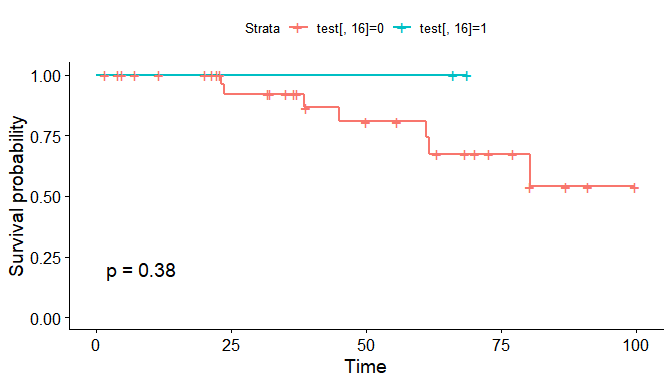 Strata test[, 16]=0 test[, 16]=1
Survival probability
1.00
0.75
0.50
0.25
0.00
p = 0.38
0 25 50 75 100
Time